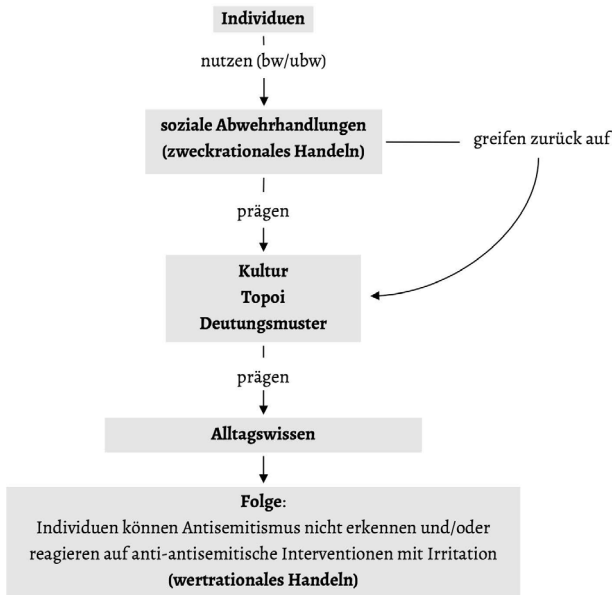 Individuen
nutzen (bw/ubw)
soziale Abwehrhandlungen
(zweckrationales Handeln)
greifen zurück auf
prägen
Kultur
Topoi
Deutungsmuster
prägen
Alltagswissen
Folge:
Individuen können Antisemitismus nicht erkennen und/oder
reagieren auf anti-antisemitische Interventionen mit Irritation
(wertrationales Handeln)